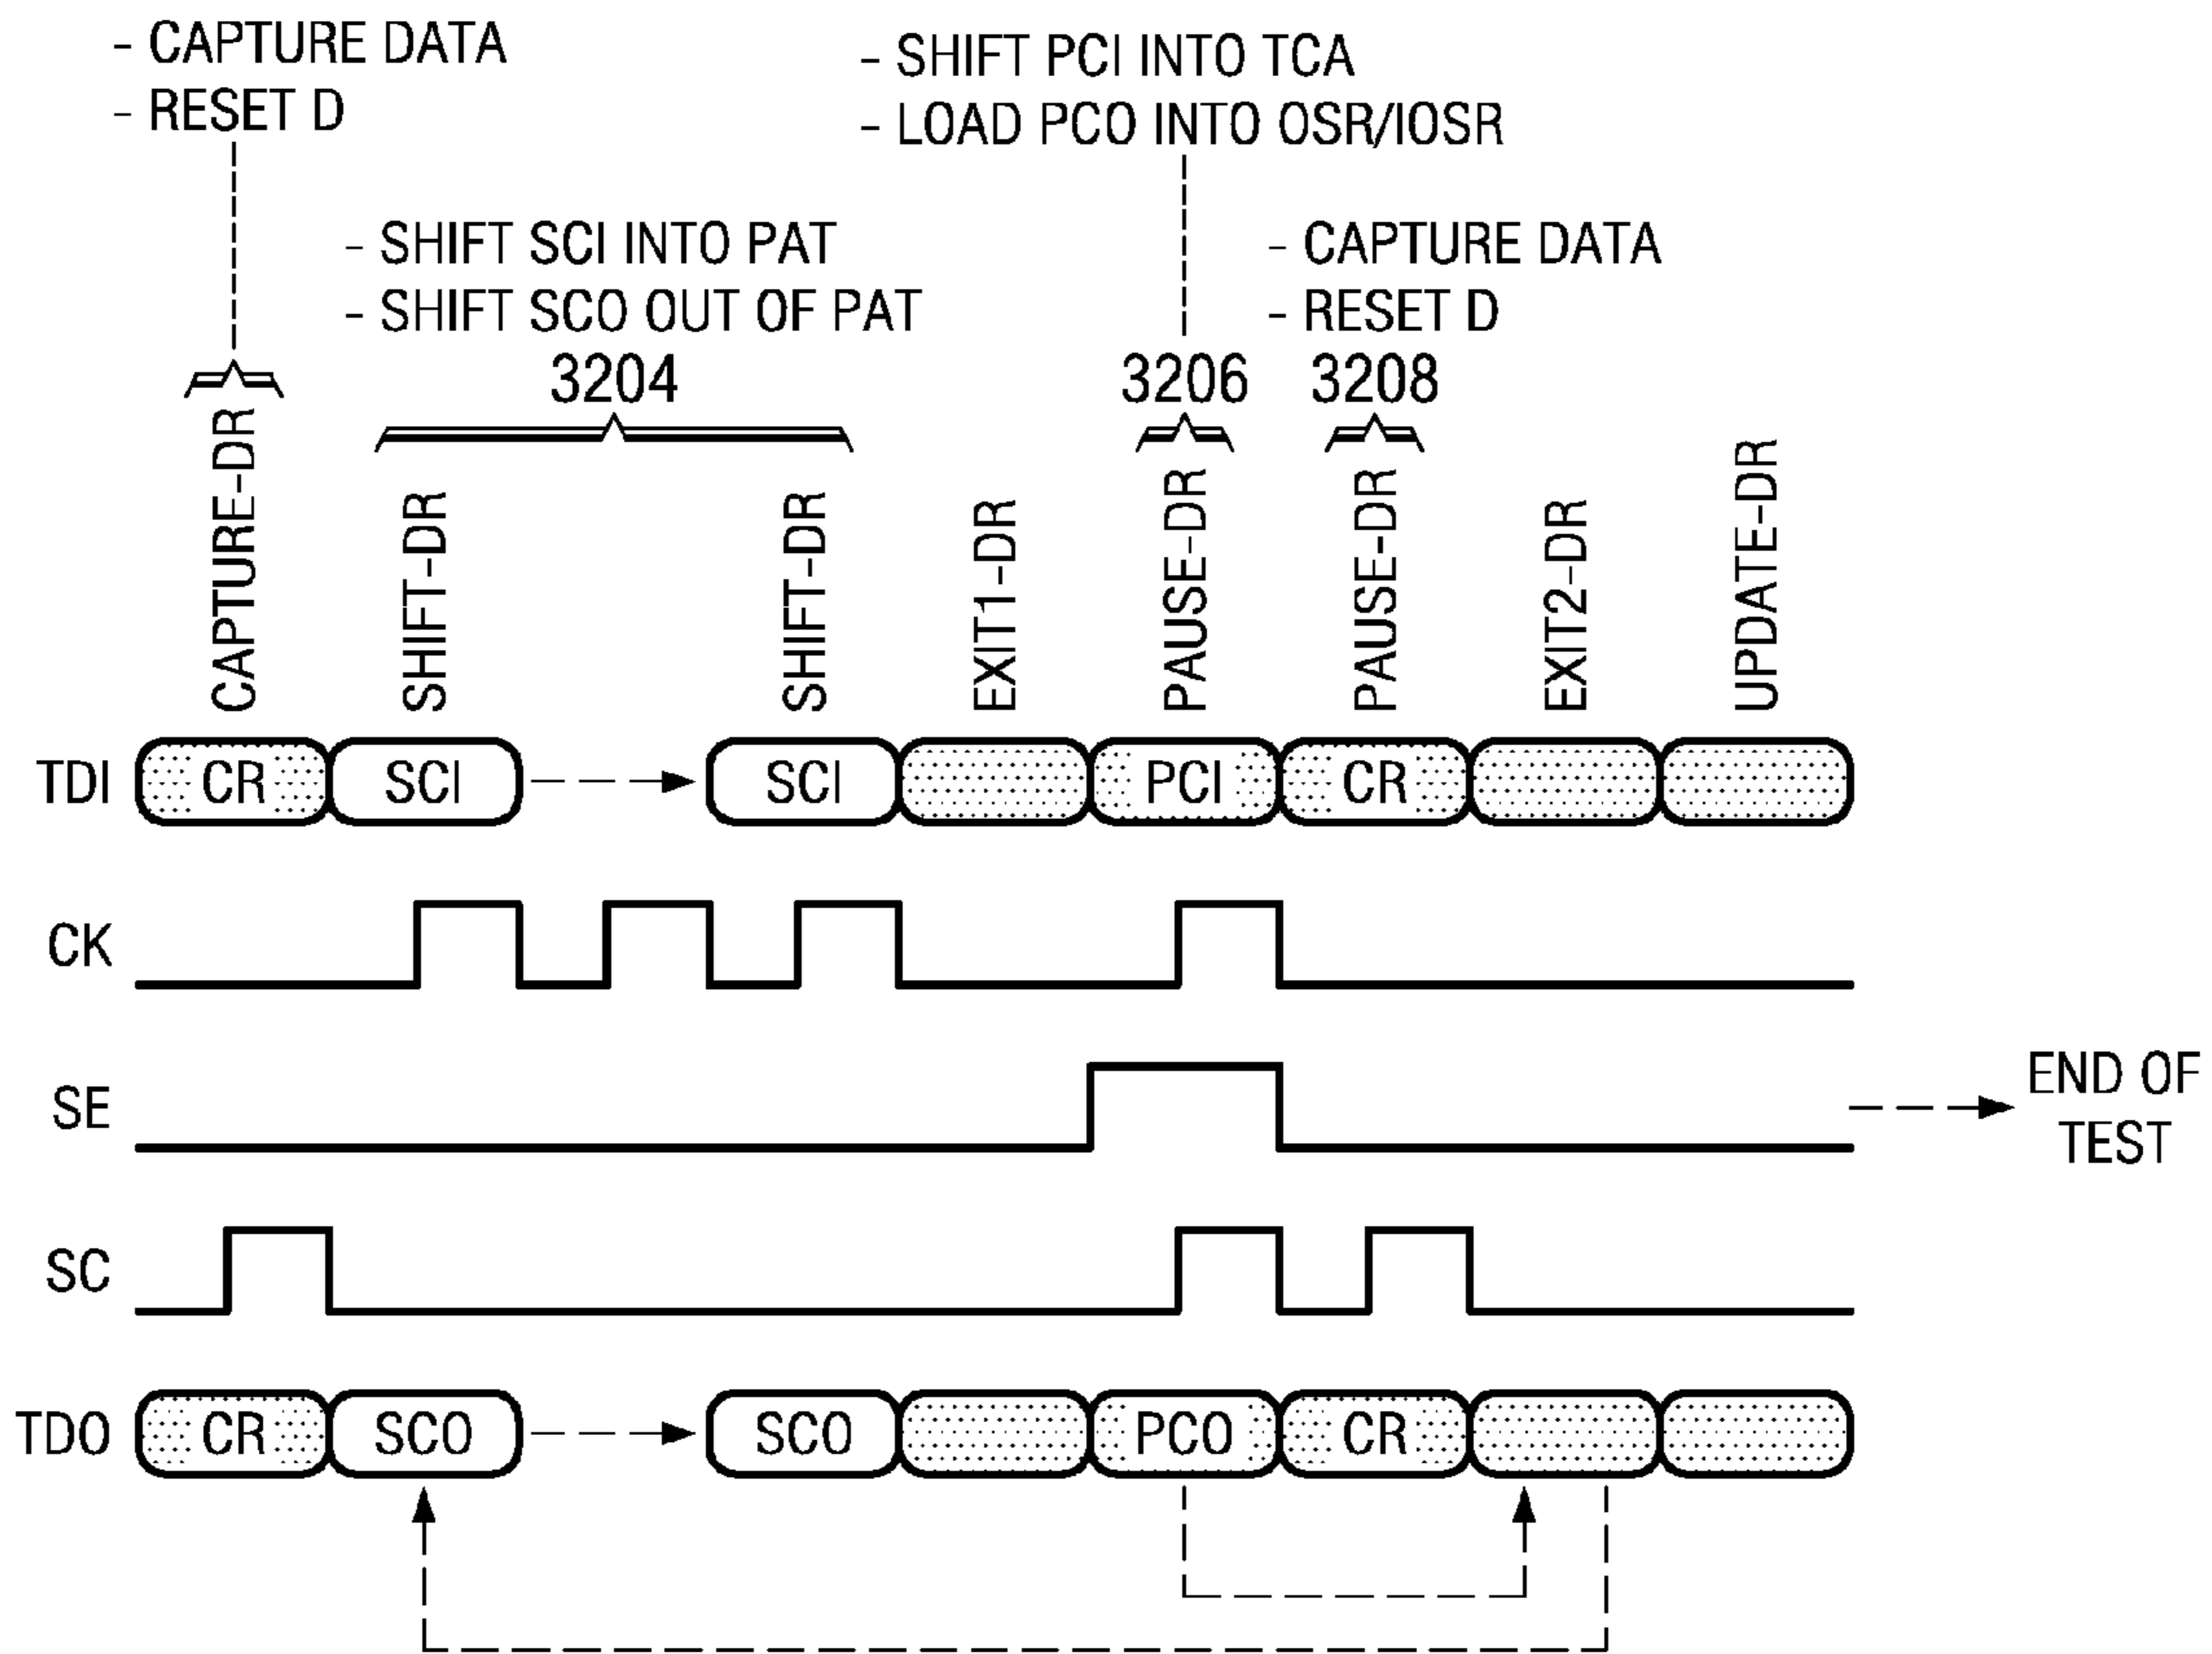 - CAPTURE DATA
- RESET D
- SHIFT PCI INTO TCA
- LOAD PCO INTO OSR/IOSR
- SHIFT SCI INTO PAT
- SHIFT SCO OUT OF PAT
- CAPTURE DATA
- RESET D
3204
3206
3208
CAPTURE-DR
SHIFT-DR
SHIFT-DR
EXIT1-DR
PAUSE-DR
PAUSE-DR
EXIT2-DR
UPDATE-DR
TDI CR SCI SCI PCI CR
CK
SE
END OF
TEST
SC
TDO CR SCO SCO PCO CR